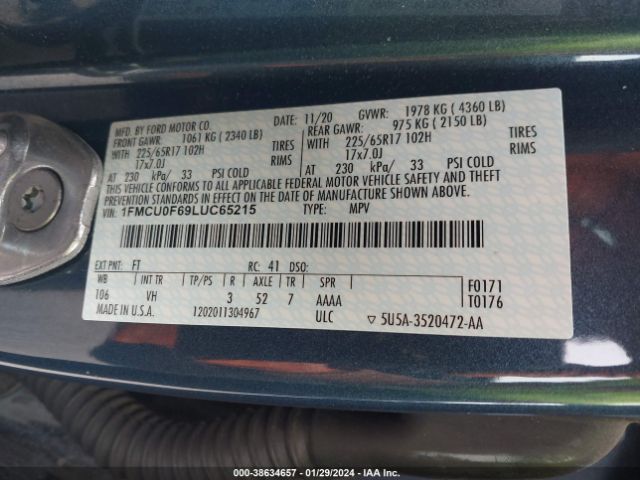 MFD. BY FORD MOTOR CO.
DATE: 11/20 GVWR: 1978 KG ( 4360 LB)
FRONT GAWR: 1061 KG ( 2340 LB)
REAR GAWR: 975 KG ( 2150 LB)
WITH 225/65R17 102H TIRES
WITH 225/65R17 102H TIRES
17x7.0J RIMS
17x7.0J RIMS
AT 230 kPa/ 33 PSI COLD
AT 230 kPa/ 33 PSI COLD
THIS VEHICLE CONFORMS TO ALL APPLICABLE FEDERAL MOTOR VEHICLE SAFETY AND THEFT PREVENTION
STANDARDS IN EFFECT ON THE DATE OF MANUFACTURE SHOWN ABOVE.
VIN: 1FMCU0F69LUC65215 TYPE: MPV
EXT PNT: FT RC: 41 DSO:
WB INT TR TP/PS R AXLE TR SPR
106 VH 3 52 7 AAAA
F0171
T0176
MADE IN U.S.A. 1202011304967 ULC ▽ 5U5A-3520472-AA
000-38634657 - 01/29/2024 - IAA Inc.